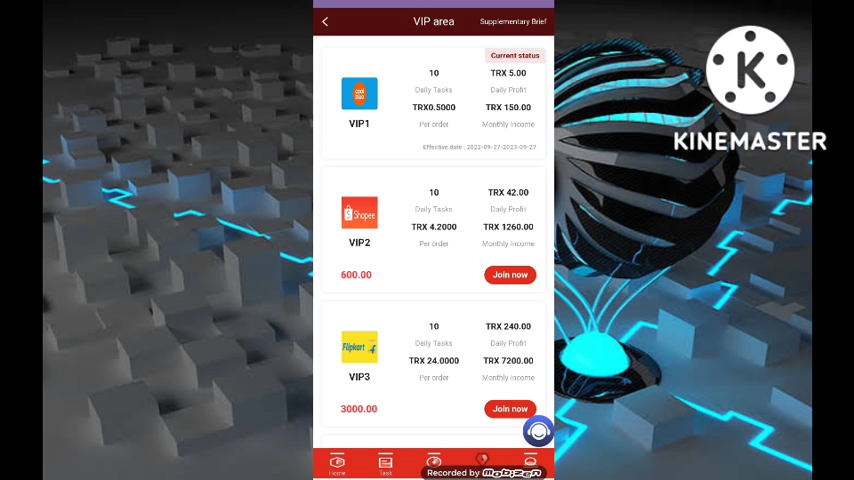 VIP area
Supplementary Brief
Current status
10
TRX 5.00
Daily Tasks
Daily Profit
TRX0.5000
TRX 150.00
VIP1
Per order
Monthly Income
Effective date : 2022-09-27-2023-09-27
10
TRX 42.00
Daily Tasks
Daily Profit
Shopee
TRX 4.2000
TRX 1260.00
VIP2
Per order
Monthly Income
600.00
Join now
10
TRX 240.00
Daily Tasks
Daily Profit
Flipkart
TRX 24.0000
TRX 7200.00
VIP3
Per order
Monthly Income
3000.00
Join now
Home
Task
Recorded by mobizen
K
KINEMASTER